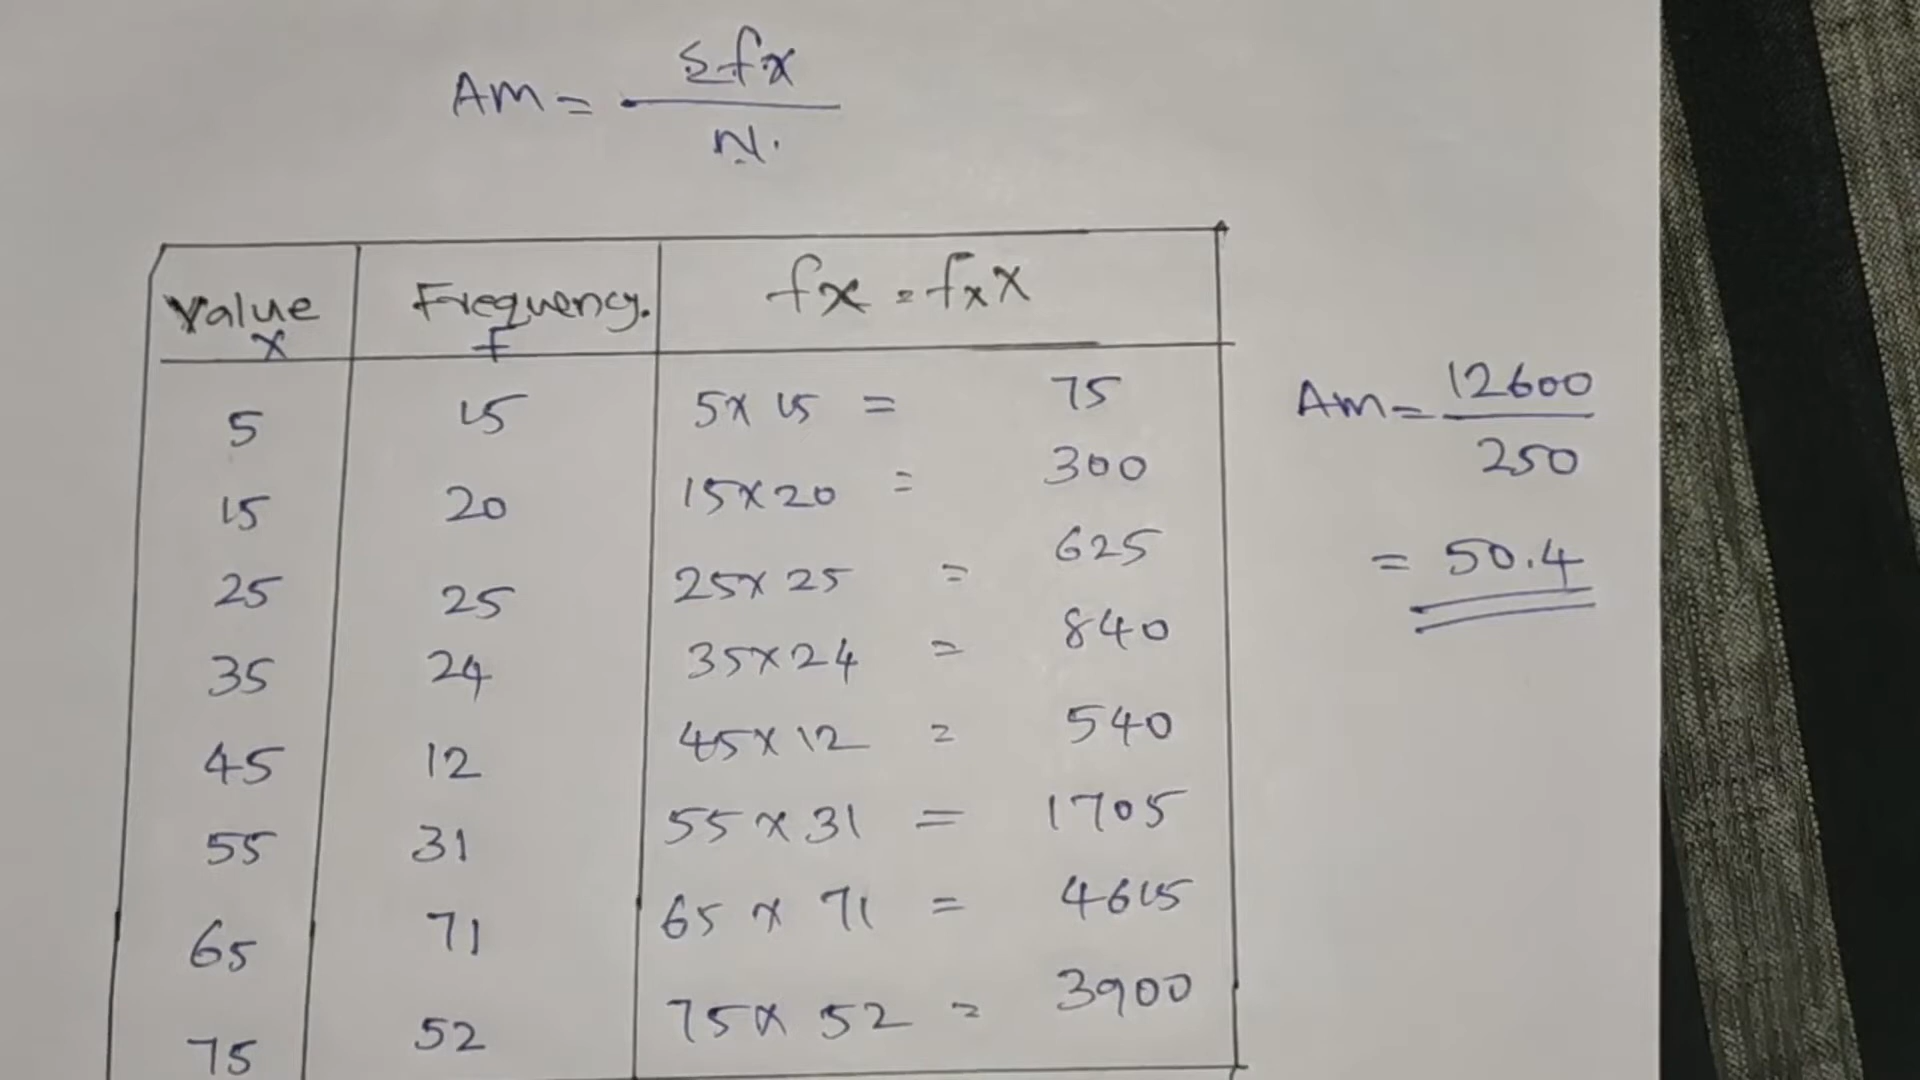 AM = Σfx
N.
Value x Frequency. f fx = f x X
5 15 5 x 15 = 75
15 20 15 x 20 = 300
25 25 25 x 25 = 625
35 24 35 x 24 = 840
45 12 45 x 12 = 540
55 31 55 x 31 = 1705
65 71 65 x 71 = 4615
75 52 75 x 52 = 3900
AM = 12600
250
= 50.4